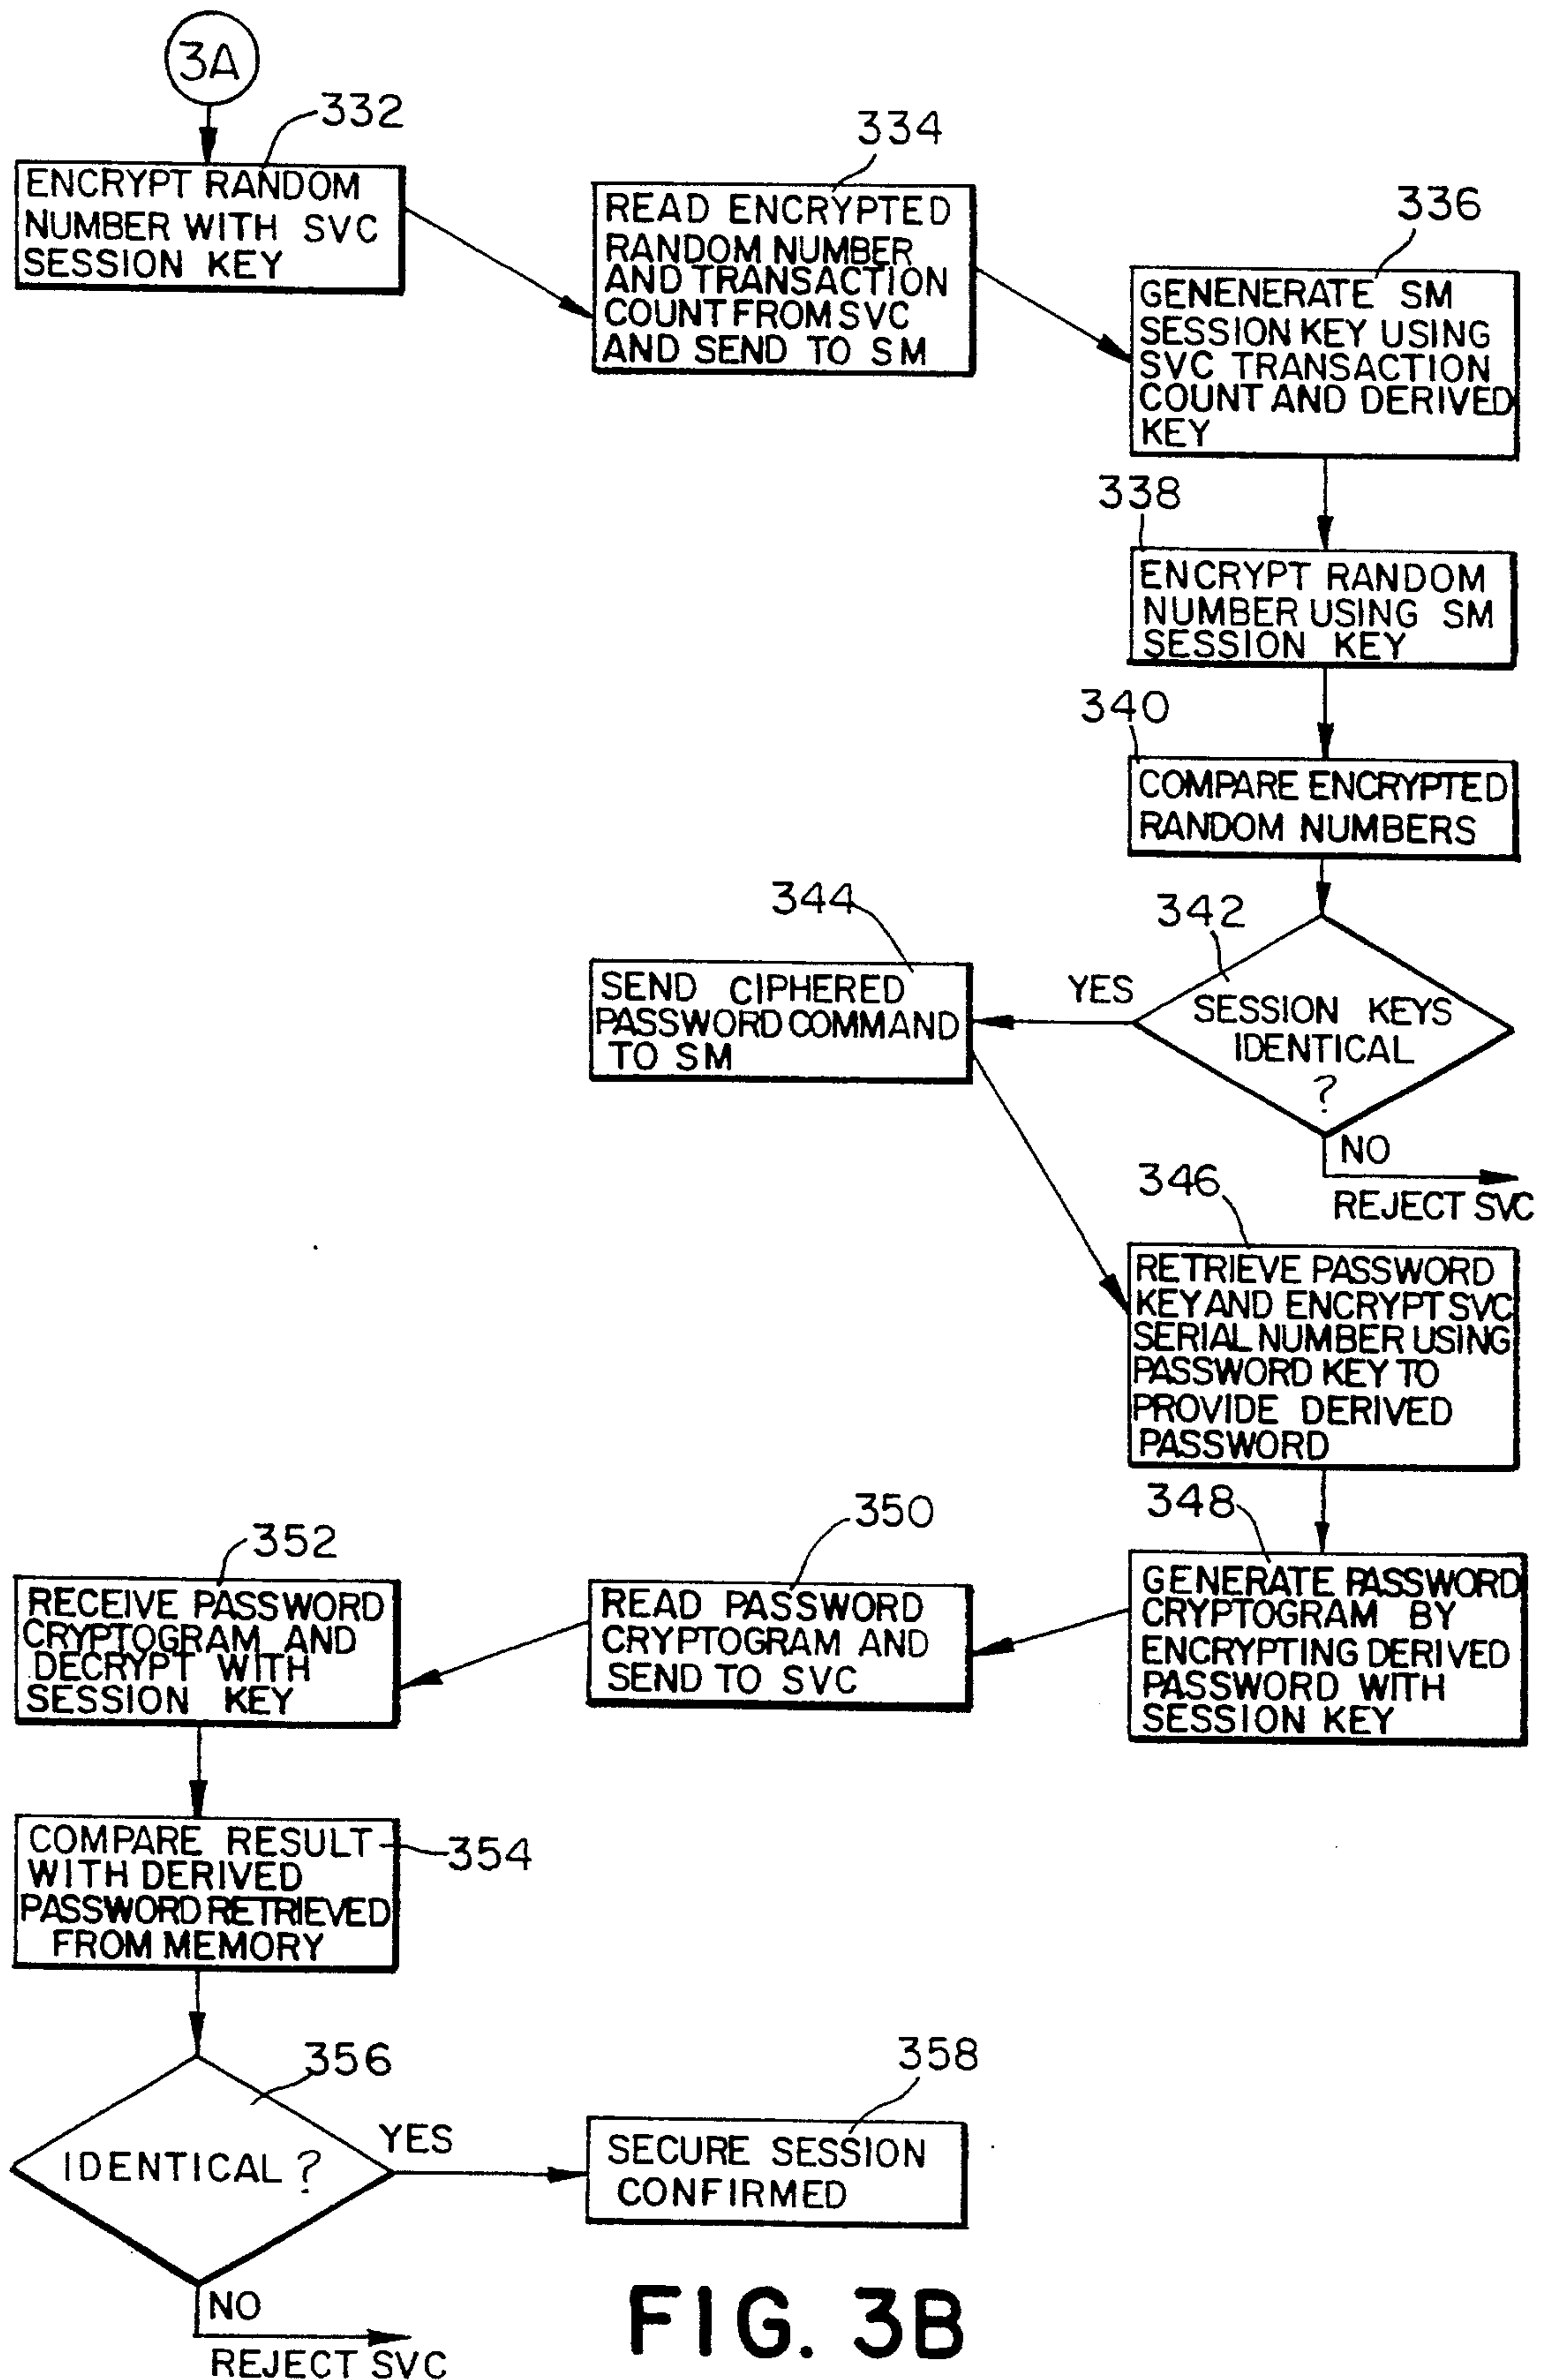 3A
332
ENCRYPT RANDOM
NUMBER WITH SVC
SESSION KEY
334
READ ENCRYPTED
RANDOM NUMBER
AND TRANSACTION
COUNT FROM SVC
AND SEND TO SM
336
GENENERATE SM
SESSION KEY USING
SVC TRANSACTION
COUNT AND DERIVED
KEY
338
ENCRYPT RANDOM
NUMBER USING SM
SESSION KEY
340
COMPARE ENCRYPTED
RANDOM NUMBERS
342
SESSION KEYS
IDENTICAL
?
YES
NO
REJECT SVC
344
SEND CIPHERED
PASSWORD COMMAND
TO SM
346
RETRIEVE PASSWORD
KEY AND ENCRYPT SVC
SERIAL NUMBER USING
PASSWORD KEY TO
PROVIDE DERIVED
PASSWORD
348
GENERATE PASSWORD
CRYPTOGRAM BY
ENCRYPTING DERIVED
PASSWORD WITH
SESSION KEY
350
READ PASSWORD
CRYPTOGRAM AND
SEND TO SVC
352
RECEIVE PASSWORD
CRYPTOGRAM AND
DECRYPT WITH
SESSION KEY
354
COMPARE RESULT
WITH DERIVED
PASSWORD RETRIEVED
FROM MEMORY
356
IDENTICAL ?
YES
NO
REJECT SVC
358
SECURE SESSION
CONFIRMED
FIG. 3B